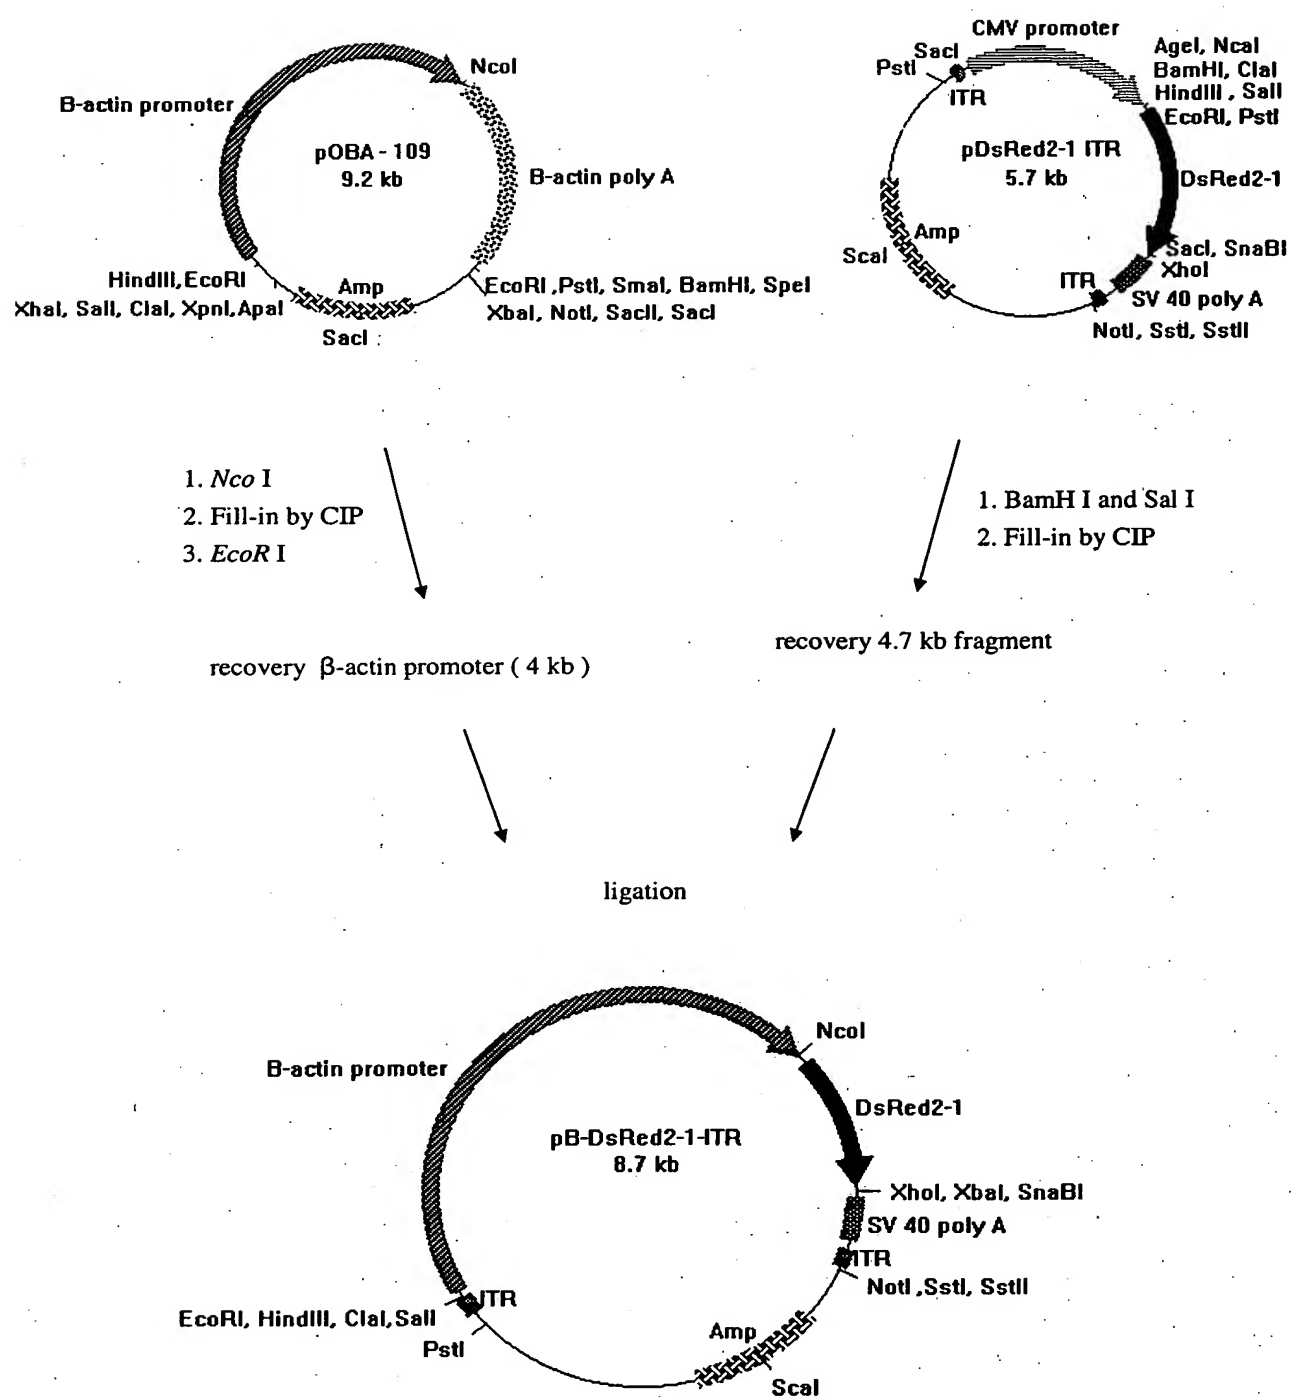 B-actin promoter
NcoI
pOBA - 109
9.2 kb
B-actin poly A
HindIII,EcoRI
XhaI, SalI, ClaI, XpnI,ApaI
Amp
SacI :
EcoRI ,PstI, SmaI, BamHI, SpeI
XbaI, NotI, SacII, SacI
CMV promoter
SacI
PstI
ITR
AgeI, NcaI
BamHI, ClaI
HindIII , SalI
EcoRI, PstI
pDsRed2-1 ITR
5.7 kb
DsRed2-1
Amp
ScaI
SacI, SnaBI
XhoI
ITR
SV 40 poly A
NotI, SstI, SstII
1. Nco I
2. Fill-in by CIP
3. EcoR I
1. BamH I and Sal I
2. Fill-in by CIP
recovery β-actin promoter ( 4 kb )
recovery 4.7 kb fragment
ligation
B-actin promoter
NcoI
DsRed2-1
pB-DsRed2-1-ITR
8.7 kb
XhoI, XbaI, SnaBI
SV 40 poly A
ITR
NotI ,SstI, SstII
ITR
EcoRI, HindIII, ClaI,SalI
PstI
Amp
ScaI